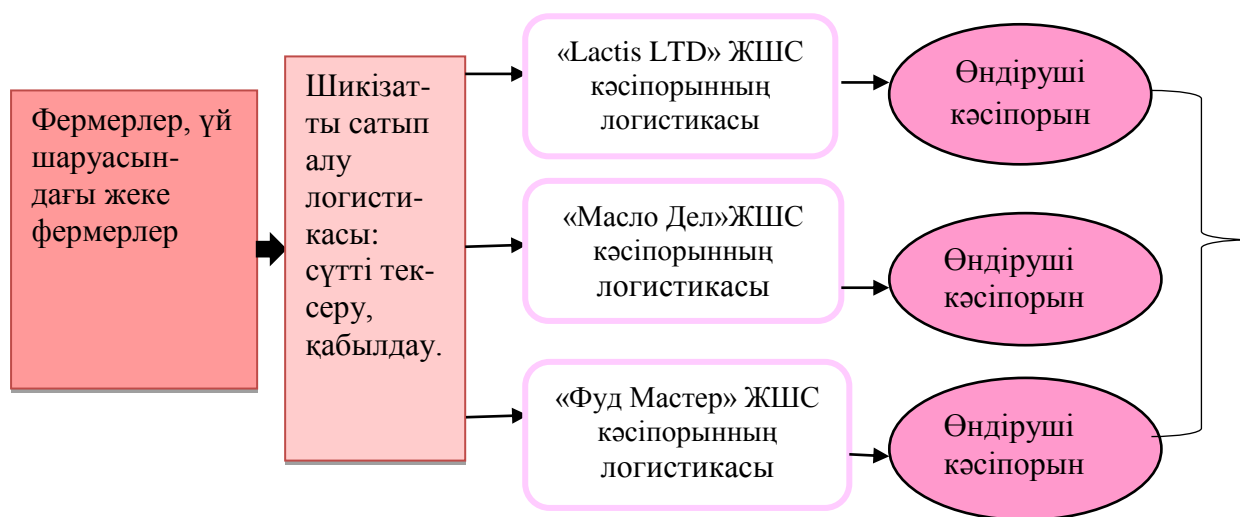 Фермерлер, үй
шаруасын-
дағы жеке
фермерлер
Шикізат-
ты сатып
алу
логисти-
касы:
сүтті тек-
серу,
қабылдау.
«Lactis LTD» ЖШС
кәсіпорынның
логистикасы
Өндіруші
кәсіпорын
«Масло Дел»ЖШС
кәсіпорынның
логистикасы
Өндіруші
кәсіпорын
«Фуд Мастер» ЖШС
кәсіпорынның
логистикасы
Өндіруші
кәсіпорын